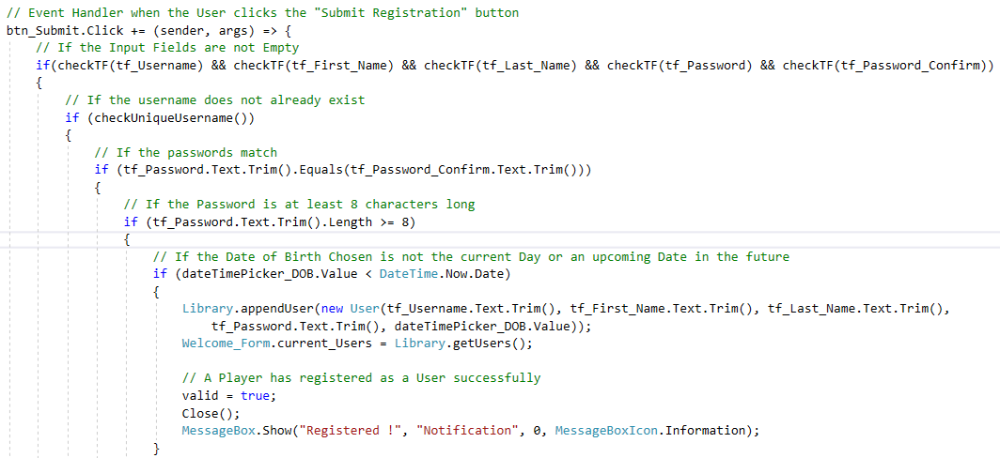 // Event Handler when the User clicks the "Submit Registration" button
btn_Submit.Click += (sender, args) => {
// If the Input Fields are not Empty
if(checkTF(tf_Username) && checkTF(tf_First_Name) && checkTF(tf_Last_Name) && checkTF(tf_Password) && checkTF(tf_Password_Confirm))
{
// If the username does not already exist
if (checkUniqueUsername())
{
// If the passwords match
if (tf_Password.Text.Trim().Equals(tf_Password_Confirm.Text.Trim()))
{
// If the Password is at least 8 characters long
if (tf_Password.Text.Trim().Length >= 8)
{
// If the Date of Birth Chosen is not the current Day or an upcoming Date in the future
if (dateTimePicker_DOB.Value < DateTime.Now.Date)
{
Library.appendUser(new User(tf_Username.Text.Trim(), tf_First_Name.Text.Trim(), tf_Last_Name.Text.Trim(),
tf_Password.Text.Trim(), dateTimePicker_DOB.Value));
Welcome_Form.current_Users = Library.getUsers();
// A Player has registered as a User successfully
valid = true;
Close();
MessageBox.Show("Registered !", "Notification", 0, MessageBoxIcon.Information);
}